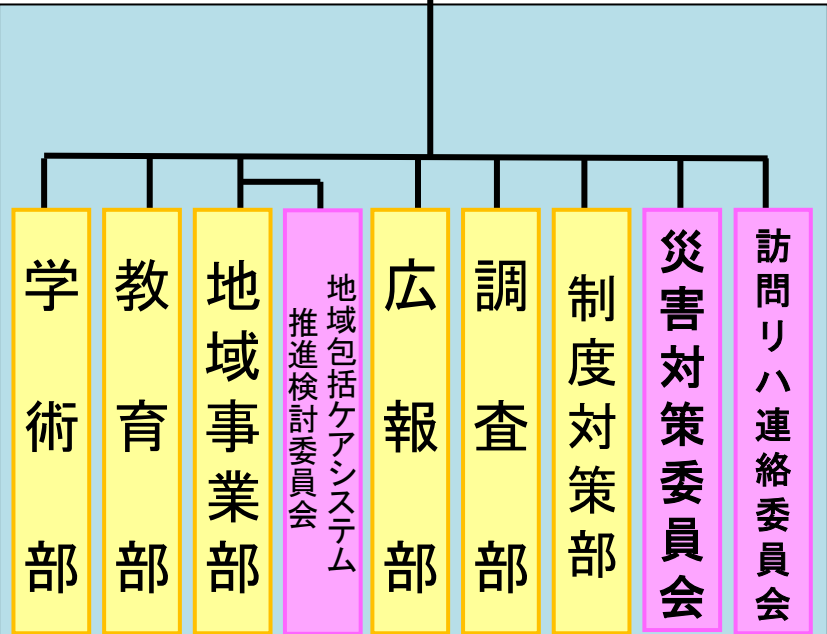 学術部
教育部
地域事業部
地域包括ケアシステム
推進検討委員会
広報部
調査部
制度対策部
災害対策委員会
訪問リハ連絡委員会